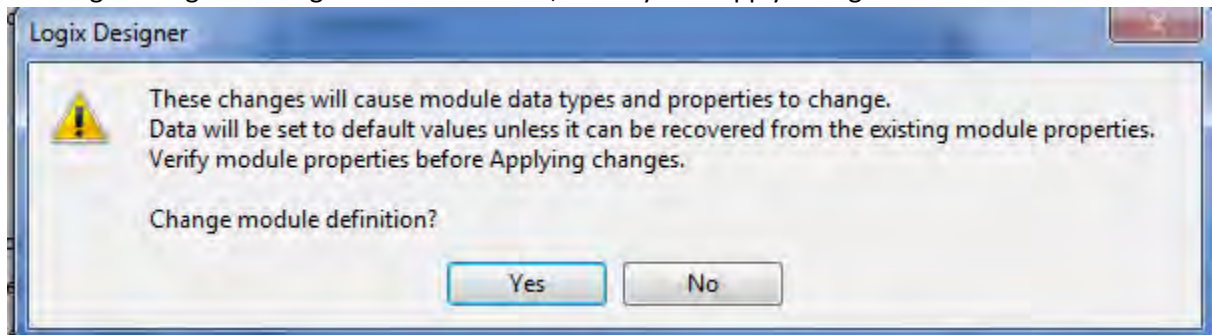 Logix Designer
These changes will cause module data types and properties to change.
Data will be set to default values unless it can be recovered from the existing module properties.
Verify module properties before Applying changes.
Change module definition?
Yes No